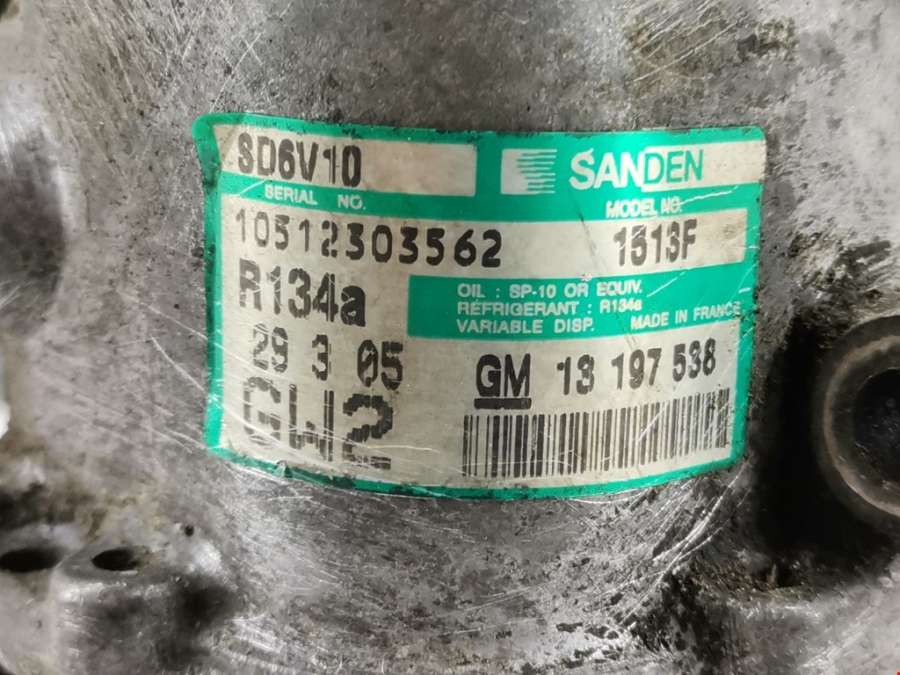 SD6V10
SANDEN
SERIAL NO.
MODEL NO.
10512303562
1513F
R134a
OIL : SP-10 OR EQUIV.
REFRIGERANT : R134a
VARIABLE DISP. MADE IN FRANCE
29 3 05
GM 13 197 538
GW2